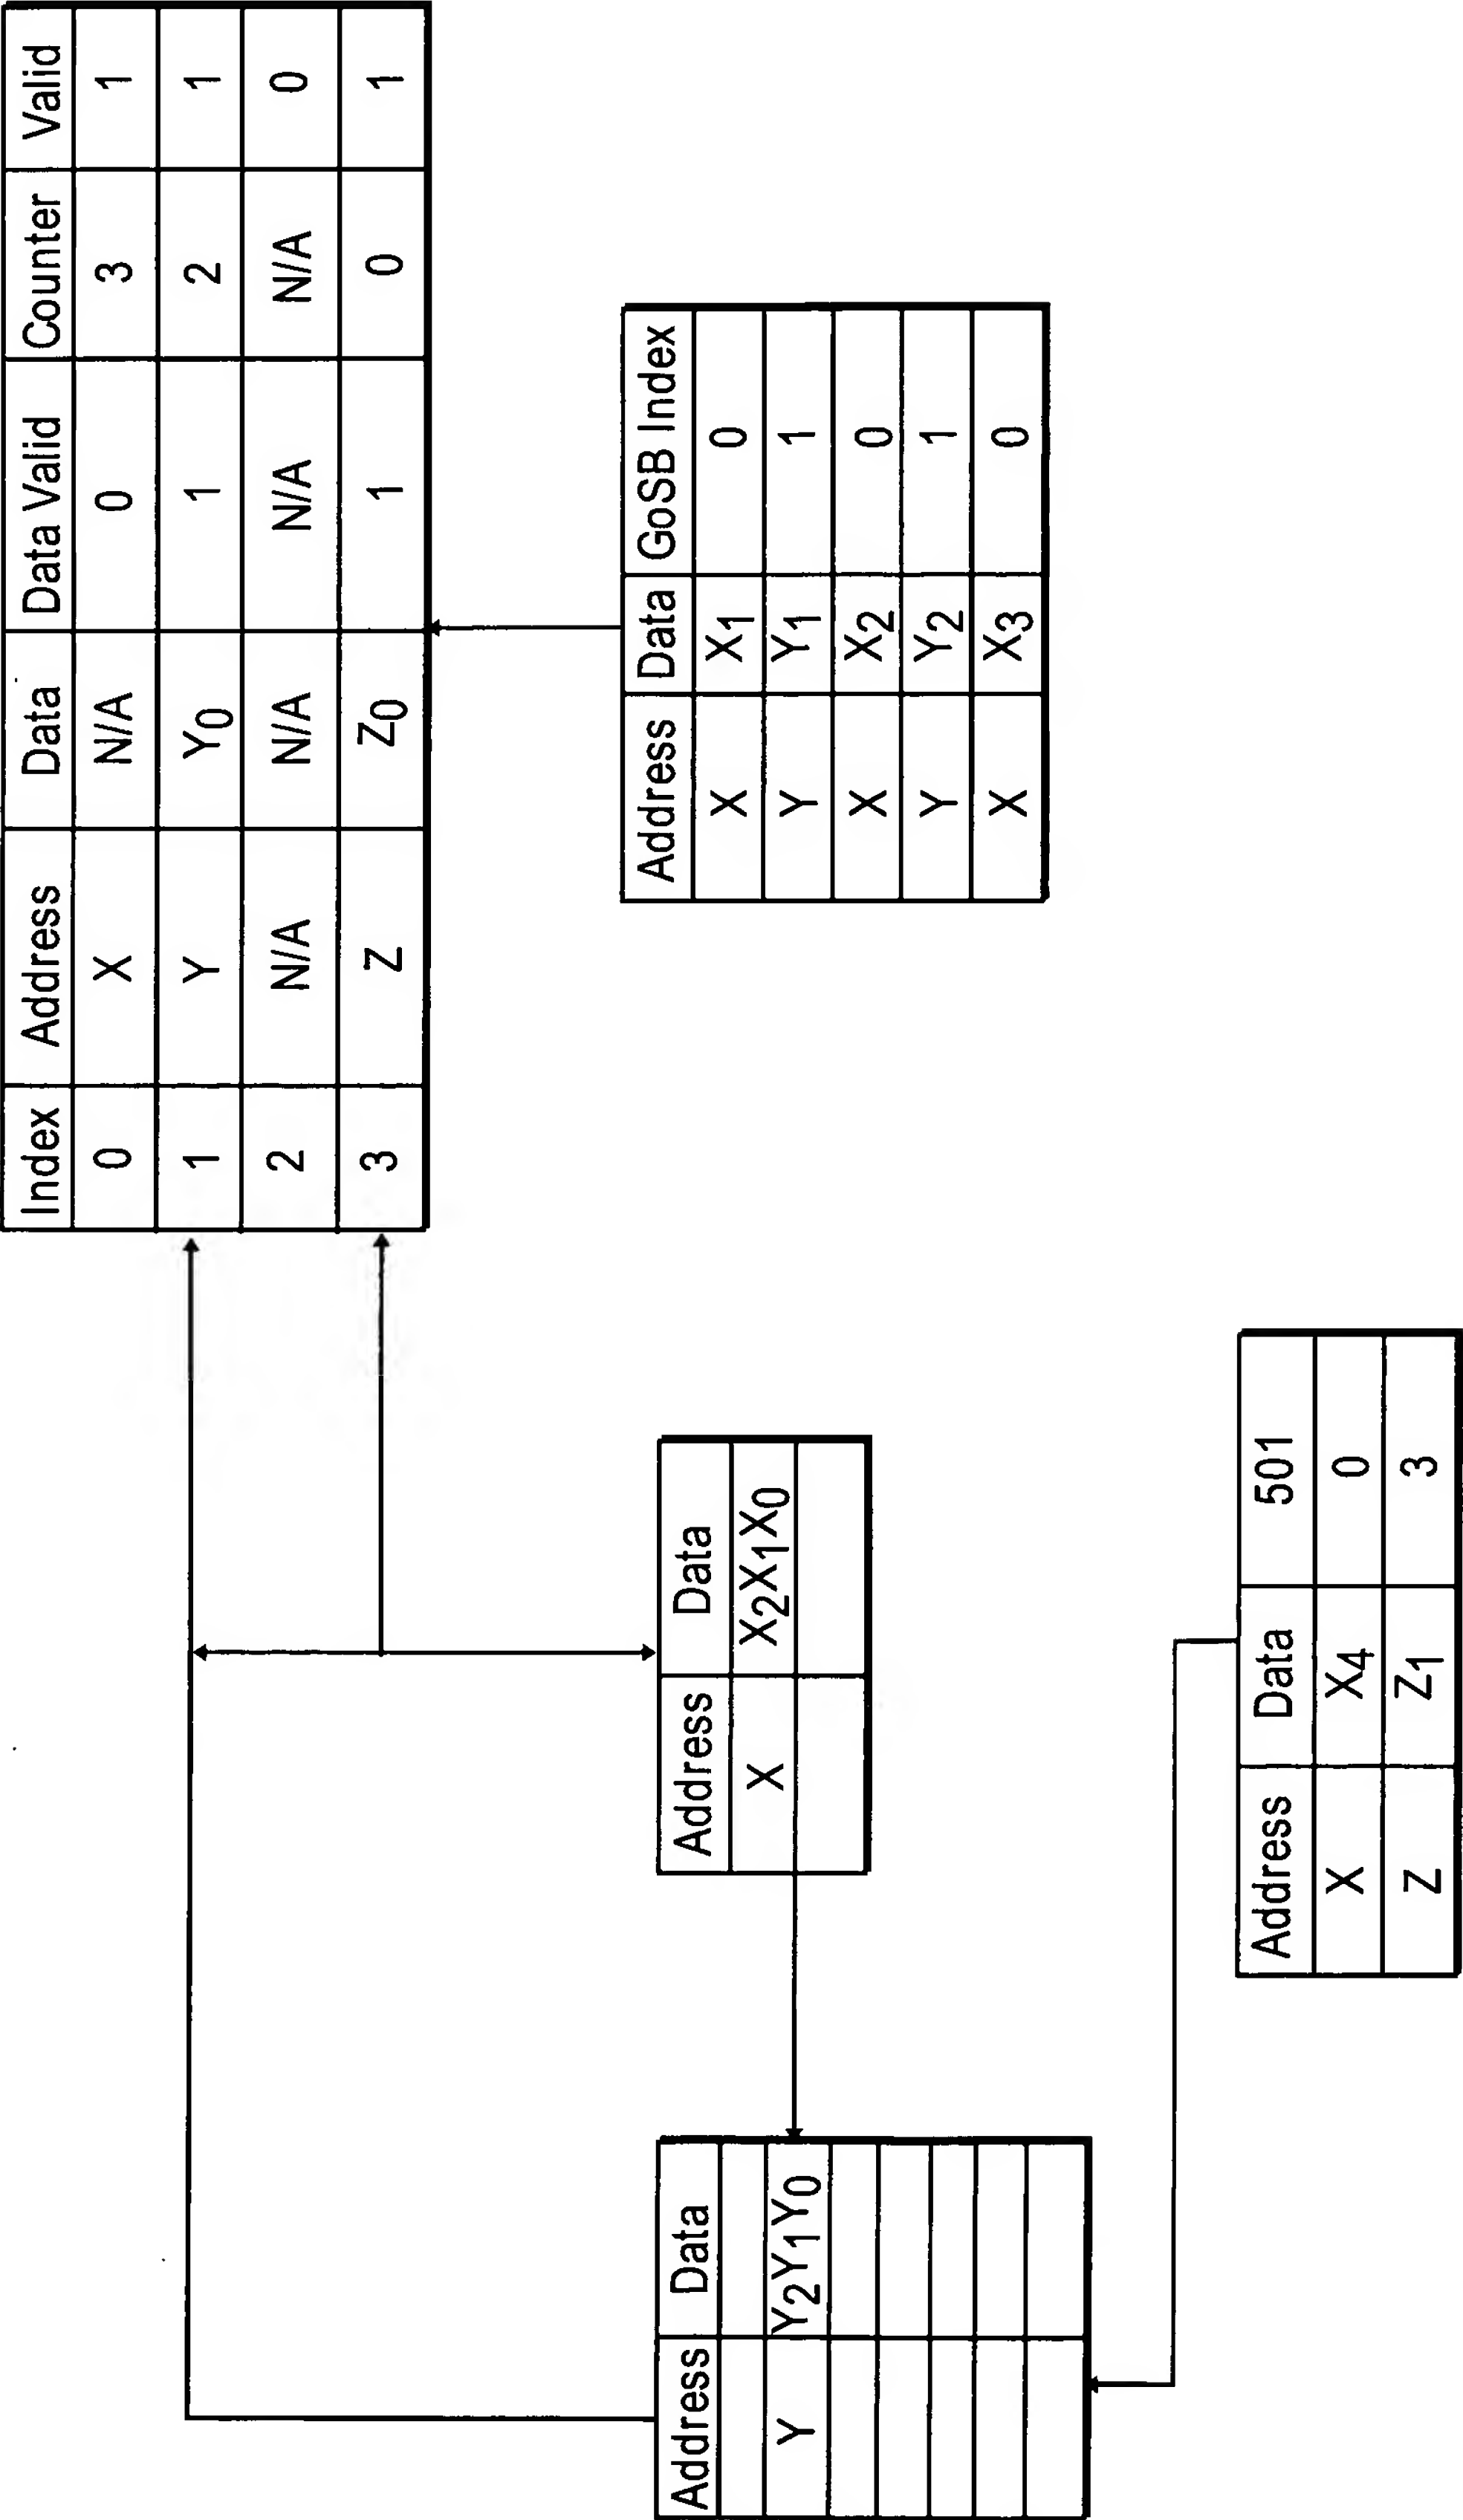 Index Address Data Data Valid Counter Valid
0 X N/A 0 3 1
1 Y Y0 1 2 1
2 N/A N/A N/A N/A 0
3 Z Z0 1 0 1
Address Data
Y Y2Y1Y0
Address Data
X X2X1X0
Address Data GoSB Index
X X1 0
Y Y1 1
X X2 0
Y Y2 1
X X3 0
Address Data 501
X X4 0
Z Z1 3